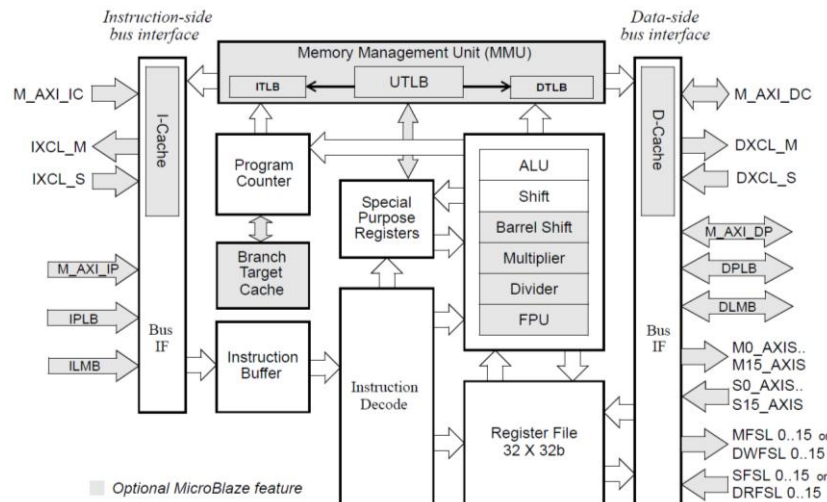 Instruction-side
bus interface
Data-side
bus interface
Memory Management Unit (MMU)
ITLB
UTLB
DTLB
M_AXI_IC
IXCL_M
IXCL_S
I-Cache
M_AXI_IP
IPLB
ILMB
Bus
IF
Program
Counter
Branch
Target
Cache
Instruction
Buffer
Special
Purpose
Registers
Instruction
Decode
ALU
Shift
Barrel Shift
Multiplier
Divider
FPU
Register File
32 X 32b
D-Cache
Bus
IF
M_AXI_DC
DXCL_M
DXCL_S
M_AXI_DP
DPLB
DLMB
M0_AXIS..
M15_AXIS
S0_AXIS..
S15_AXIS
MFSL 0..15 or
DWFSL 0..15
SFSL 0..15 or
DRFSL 0..15
Optional MicroBlaze feature